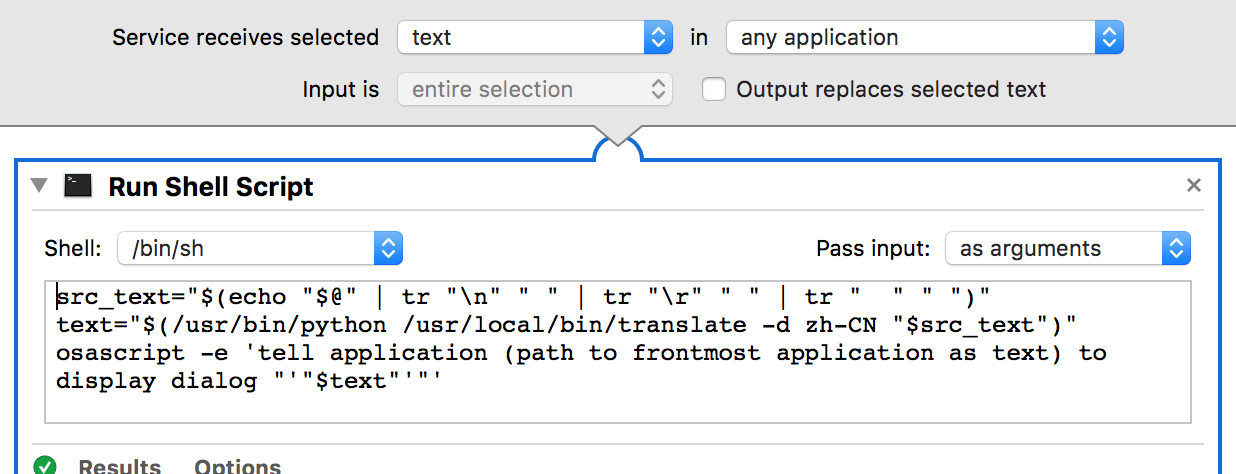 Service receives selected text in any application
Input is entire selection Output replaces selected text
Run Shell Script
Shell: /bin/sh Pass input: as arguments
src_text="$(echo "$@" | tr "\n" " " | tr "\r" " " | tr "  " " ")"
text="$(/usr/bin/python /usr/local/bin/translate -d zh-CN "$src_text")"
osascript -e 'tell application (path to frontmost application as text) to
display dialog "'"$text"'"'
Results Options